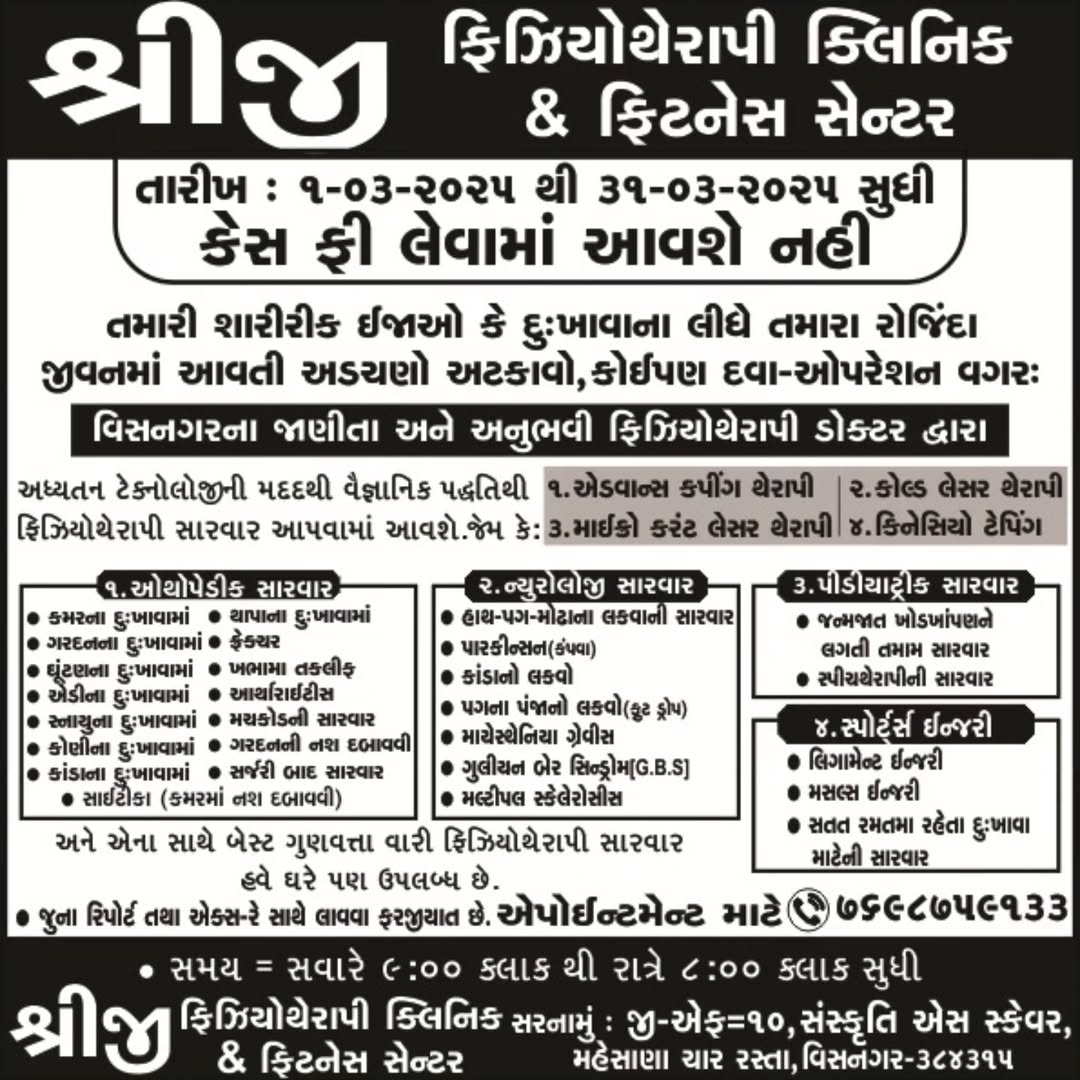 શ્રીજી ફિઝિયોથેરાપી ક્લિનિક
& ફિટનેસ સેન્ટર
તારીખ : ૧-૦૩-૨૦૨૫ થી ૩૧-૦૩-૨૦૨૫ સુધી
કેસ ફી લેવામાં આવશે નહી
તમારી શારીરીક ઈજાઓ કે દુઃખાવાના લીધે તમારા રોજિંદા
જીવનમાં આવતી અડચણો અટકાવો,કોઈપણ દવા-ઓપરેશન વગરઃ
વિસનગરના જાણીતા અને અનુભવી ફિઝિયોથેરાપી ડોક્ટર દ્વારા
અધ્યતન ટેક્નોલોજીની મદદથી વૈજ્ઞાનિક પદ્ધતિથી
ફિઝિયોથેરાપી સારવાર આપવામાં આવશે.જેમ કે:
૧.એડવાન્સ કપીંગ થેરાપી | ૨.કોલ્ડ લેસર થેરાપી
૩.માઈક્રો કરંટ લેસર થેરાપી | ૪.કિનેસિયો ટેપિંગ
૧.ઓથોપેડીક સારવાર
• કમરના દુઃખાવામાં • થાપાના દુઃખાવામાં
• ગરદનના દુઃખાવામાં • ફ્રેક્ચર
• ઘૂંટણના દુઃખાવામાં • ખભામા તકલીફ
• એડીના દુઃખાવામાં • આર્થારાઈટીસ
• સ્નાયુના દુઃખાવામાં • મચકોડની સારવાર
• કોણીના દુઃખાવામાં • ગરદનની નશ દબાવવી
• કાંડાના દુઃખાવામાં • સર્જરી બાદ સારવાર
• સાઈટીકા (કમરમાં નશ દબાવવી)
૨.ન્યુરોલોજી સારવાર
• હાથ-પગ-મોઢાના લકવાની સારવાર
• પારકીન્સન(કંપવા)
• કાંડાનો લકવો
• પગના પંજાનો લકવો(ફુટ ડ્રોપ)
• માયેસ્થેનિયા ગ્રેવીસ
• ગુલીયન બેર સિન્ડ્રોમ[G.B.S]
• મલ્ટીપલ સ્કેલેરોસીસ
૩.પીડીયાટ્રીક સારવાર
• જન્મજાત ખોડખાંપણને
લગતી તમામ સારવાર
• સ્પીચથેરાપીની સારવાર
૪.સ્પોર્ટ્ર્સ ઈન્જરી
• લિગામેન્ટ ઈન્જરી
• મસલ્સ ઈન્જરી
• સતત રમતમા રહેતા દુઃખાવા
માટેની સારવાર
અને એના સાથે બેસ્ટ ગુણવત્તા વારી ફિઝિયોથેરાપી સારવાર
હવે ઘરે પણ ઉપલબ્ધ છે.
• જુના રિપોર્ટ તથા એક્સ-રે સાથે લાવવા ફરજીયાત છે. એપોઈન્ટમેન્ટ માટે ૭૬૯૮૭૫૯૧૩૩
• સમય = સવારે ૯:૦૦ કલાક થી રાત્રે ૮:૦૦ કલાક સુધી
શ્રીજી ફિઝિયોથેરાપી ક્લિનિક
& ફિટનેસ સેન્ટર
સરનામું : જી-એફ=૧૦,સંસ્કૃતિ એસ સ્કેવર,
મહેસાણા ચાર રસ્તા,વિસનગર-૩૮૪૩૧૫